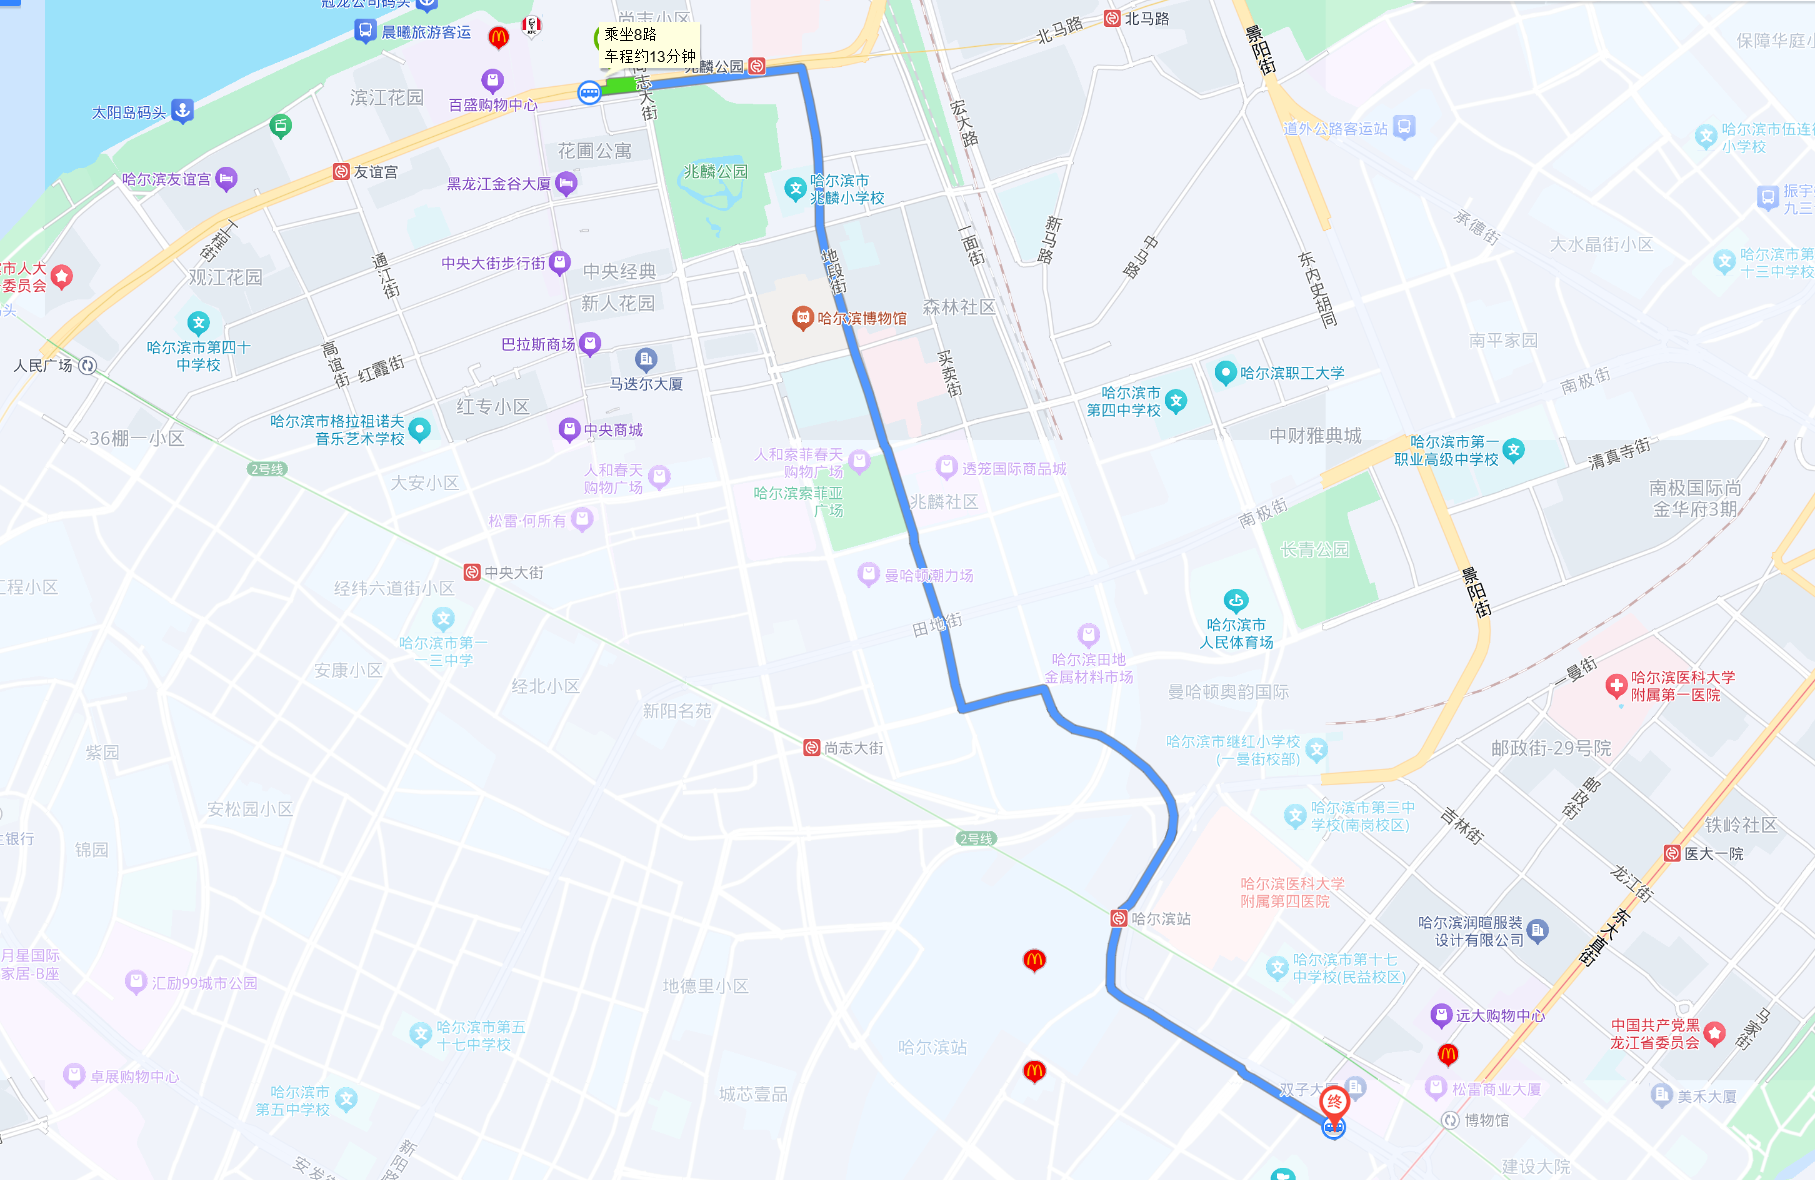 冠龙公司码头
晨曦旅游客运
尚志小区
乘坐8路
车程约13分钟
兆麟公园
北马路
北马路
景阳街
保障华庭小
太阳岛码头
滨江花园
百盛购物中心
尚志大街
宏大路
道外公路客运站
哈尔滨市伍连
小学校
花圃公寓
友谊宫
哈尔滨友谊宫
黑龙江金谷大厦
兆麟公园
哈尔滨市
兆麟小学校
振宇
九三
工程街
通江街
地段街
一面街
新马路
中马路
东内史胡同
承德街
大水晶街小区
哈尔滨市第
十三中学校
市人大
委员会
码头
观江花园
中央大街步行街
中央经典
新人花园
哈尔滨博物馆
森林社区
哈尔滨市第四十
中学校
人民广场
高谊街
红霞街
巴拉斯商场
马迭尔大厦
买卖街
南平家园
哈尔滨职工大学
南极街
哈尔滨市
第四中学校
红专小区
36棚一小区
哈尔滨市格拉祖诺夫
音乐艺术学校
中央商城
中财雅典城
哈尔滨市第一
职业高级中学校
清真寺街
2号线
大安小区
人和春天
购物广场
人和索菲春天
购物广场
哈尔滨索菲亚
广场
透笼国际商品城
兆麟社区
南极国际尚
金华府3期
松雷·何所有
南极街
长青公园
中央大街
工程小区
经纬六道街小区
曼哈顿潮力场
景阳街
哈尔滨市第一
一三中学
田地街
哈尔滨市
人民体育场
安康小区
经北小区
哈尔滨田地
金属材料市场
曼哈顿奥韵国际
一曼街
哈尔滨医科大学
附属第一医院
新阳名苑
紫园
尚志大街
哈尔滨市继红小学校
(一曼街校部)
邮政街-29号院
邮政街
安松园小区
哈尔滨市第三中
学校(南岗校区)
吉林街
铁岭社区
银行
锦园
2号线
医大一院
哈尔滨医科大学
附属第四医院
龙江街
东大直街
哈尔滨站
哈尔滨润暄服装
设计有限公司
月星国际
家居-B座
汇励99城市公园
地德里小区
哈尔滨市第十七
中学校(民益校区)
远大购物中心
中国共产党黑
龙江省委员会
马家街
哈尔滨市第五
十七中学校
哈尔滨站
卓展购物中心
哈尔滨市
第五中学校
城芯壹品
双子大厦
终
松雷商业大厦
美禾大厦
博物馆
安发街
新阳路
建设大院